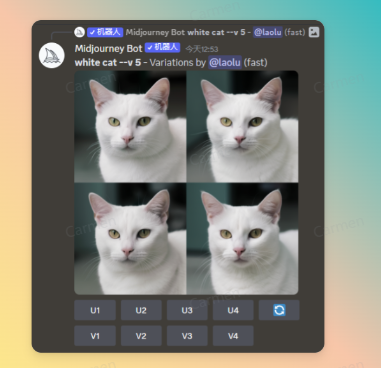 ✓机器人 Midjourney Bot white cat --v 5 - @laolu (fast)
Midjourney Bot ✓机器人 今天12:53
white cat --v 5 - Variations by @laolu (fast)
U1 U2 U3 U4
V1 V2 V3 V4